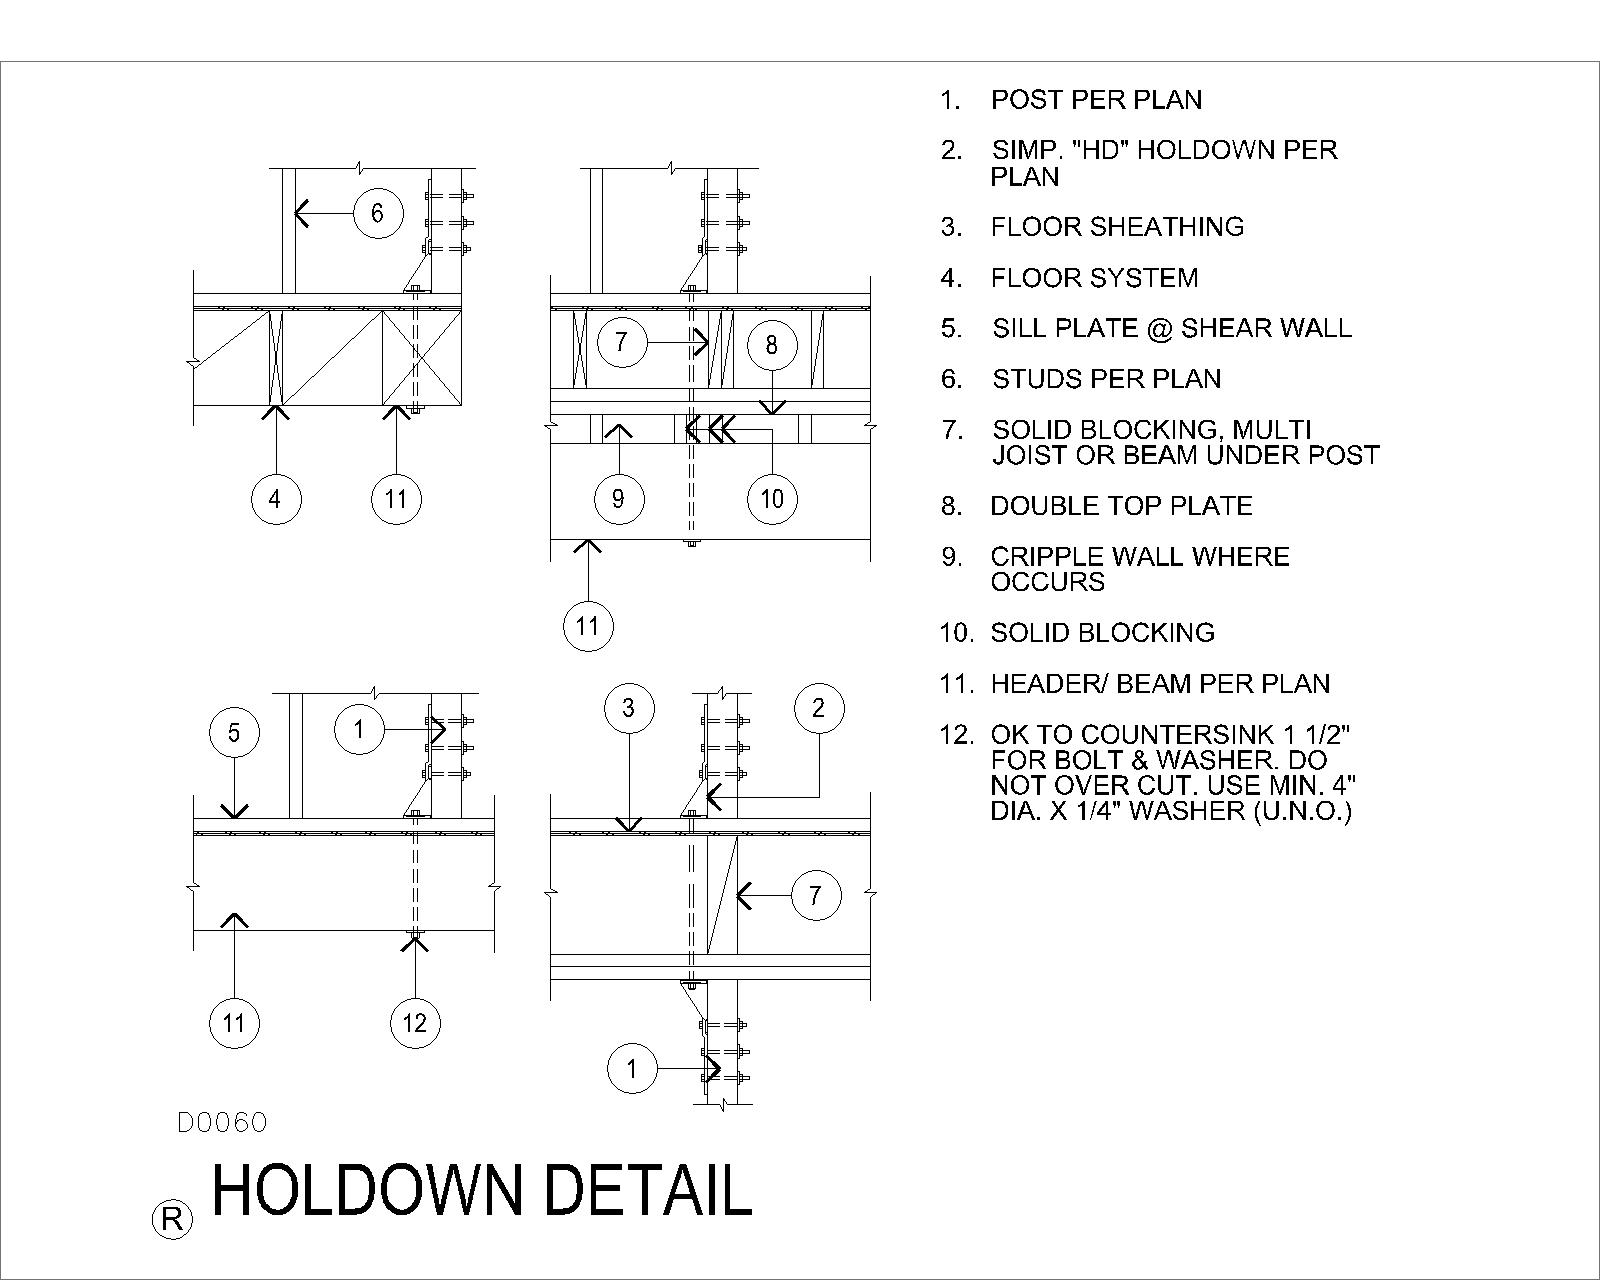 1. POST PER PLAN
2. SIMP. "HD" HOLDOWN PER
PLAN
3. FLOOR SHEATHING
4. FLOOR SYSTEM
5. SILL PLATE @ SHEAR WALL
6. STUDS PER PLAN
7. SOLID BLOCKING, MULTI
JOIST OR BEAM UNDER POST
8. DOUBLE TOP PLATE
9. CRIPPLE WALL WHERE
OCCURS
10. SOLID BLOCKING
11. HEADER/ BEAM PER PLAN
12. OK TO COUNTERSINK 1 1/2"
FOR BOLT & WASHER. DO
NOT OVER CUT. USE MIN. 4"
DIA. X 1/4" WASHER (U.N.O.)
6
7
8
4
11
9
10
11
5
1
3
2
7
11
12
1
D0060
HOLDOWN DETAIL
R